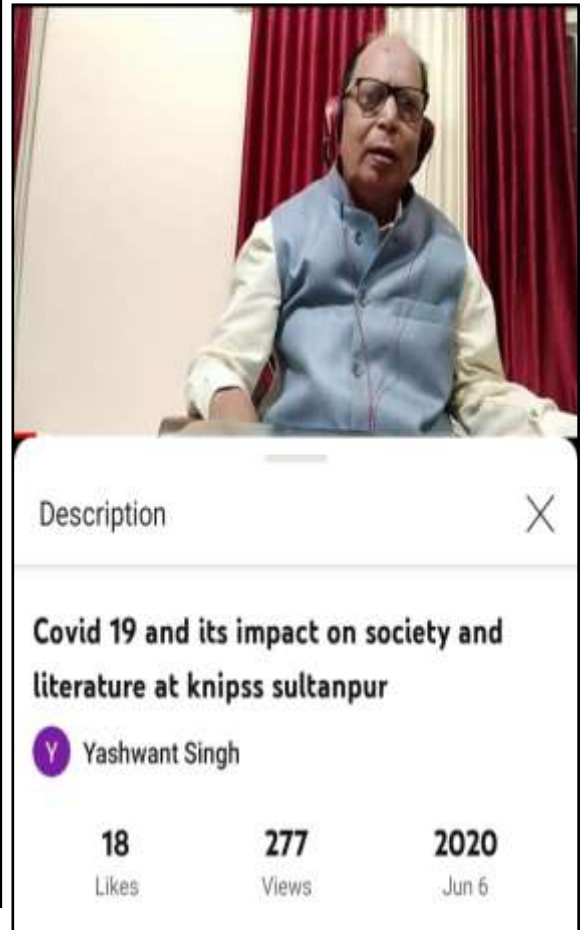 Description
Covid 19 and its impact on society and
literature at knipss sultanpur
Y Yashwant Singh
18 277 2020
Likes Views Jun 6